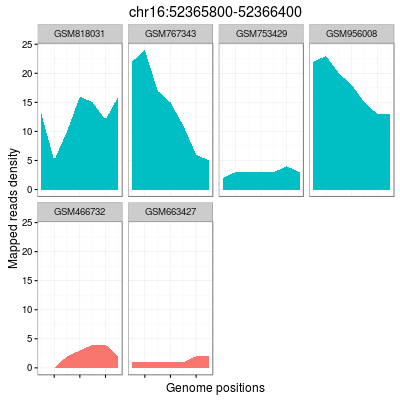 chr16:52365800-52366400
GSM818031 GSM767343 GSM753429 GSM956008
25
20
15
10
5
0
GSM466732 GSM663427
25
20
15
10
5
0
Mapped reads density
Genome positions